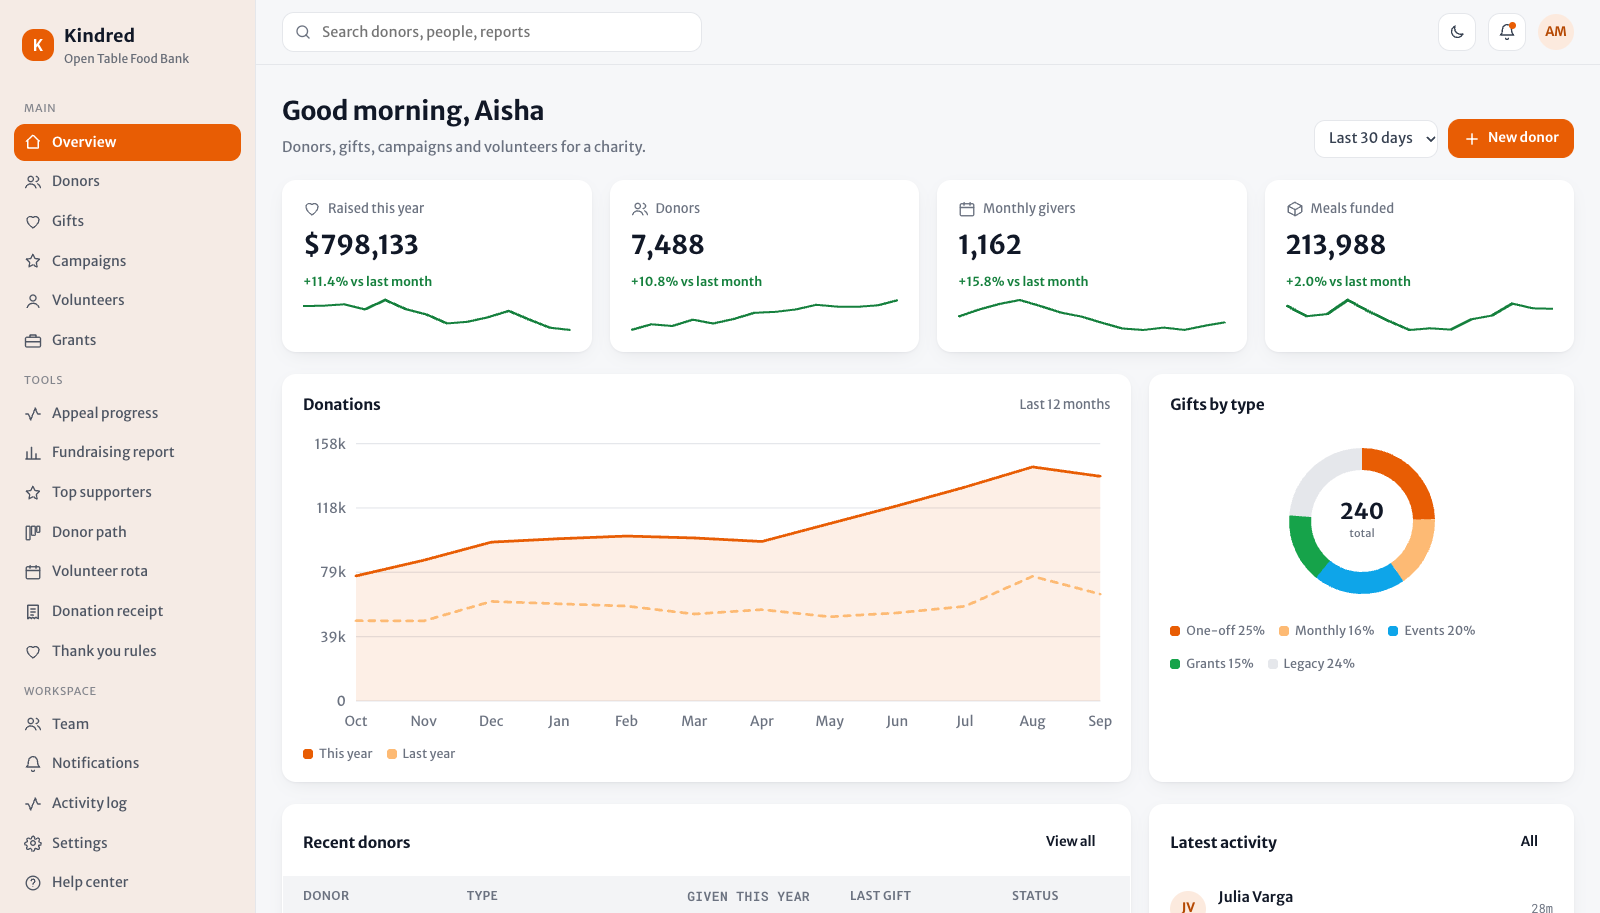 K
Kindred
Open Table Food Bank
MAIN
Overview
Donors
Gifts
Campaigns
Volunteers
Grants
TOOLS
Appeal progress
Fundraising report
Top supporters
Donor path
Volunteer rota
Donation receipt
Thank you rules
WORKSPACE
Team
Notifications
Activity log
Settings
Help center
Search donors, people, reports
AM
Good morning, Aisha
Donors, gifts, campaigns and volunteers for a charity.
Last 30 days
New donor
Raised this year
$798,133
+11.4% vs last month
Donors
7,488
+10.8% vs last month
Monthly givers
1,162
+15.8% vs last month
Meals funded
213,988
+2.0% vs last month
Donations
Last 12 months
158k
118k
79k
39k
0
Oct Nov Dec Jan Feb Mar Apr May Jun Jul Aug Sep
This year Last year
Gifts by type
240
total
One-off 25% Monthly 16% Events 20%
Grants 15% Legacy 24%
Recent donors
View all
DONOR TYPE GIVEN THIS YEAR LAST GIFT STATUS
Latest activity
All
JV
Julia Varga
28m